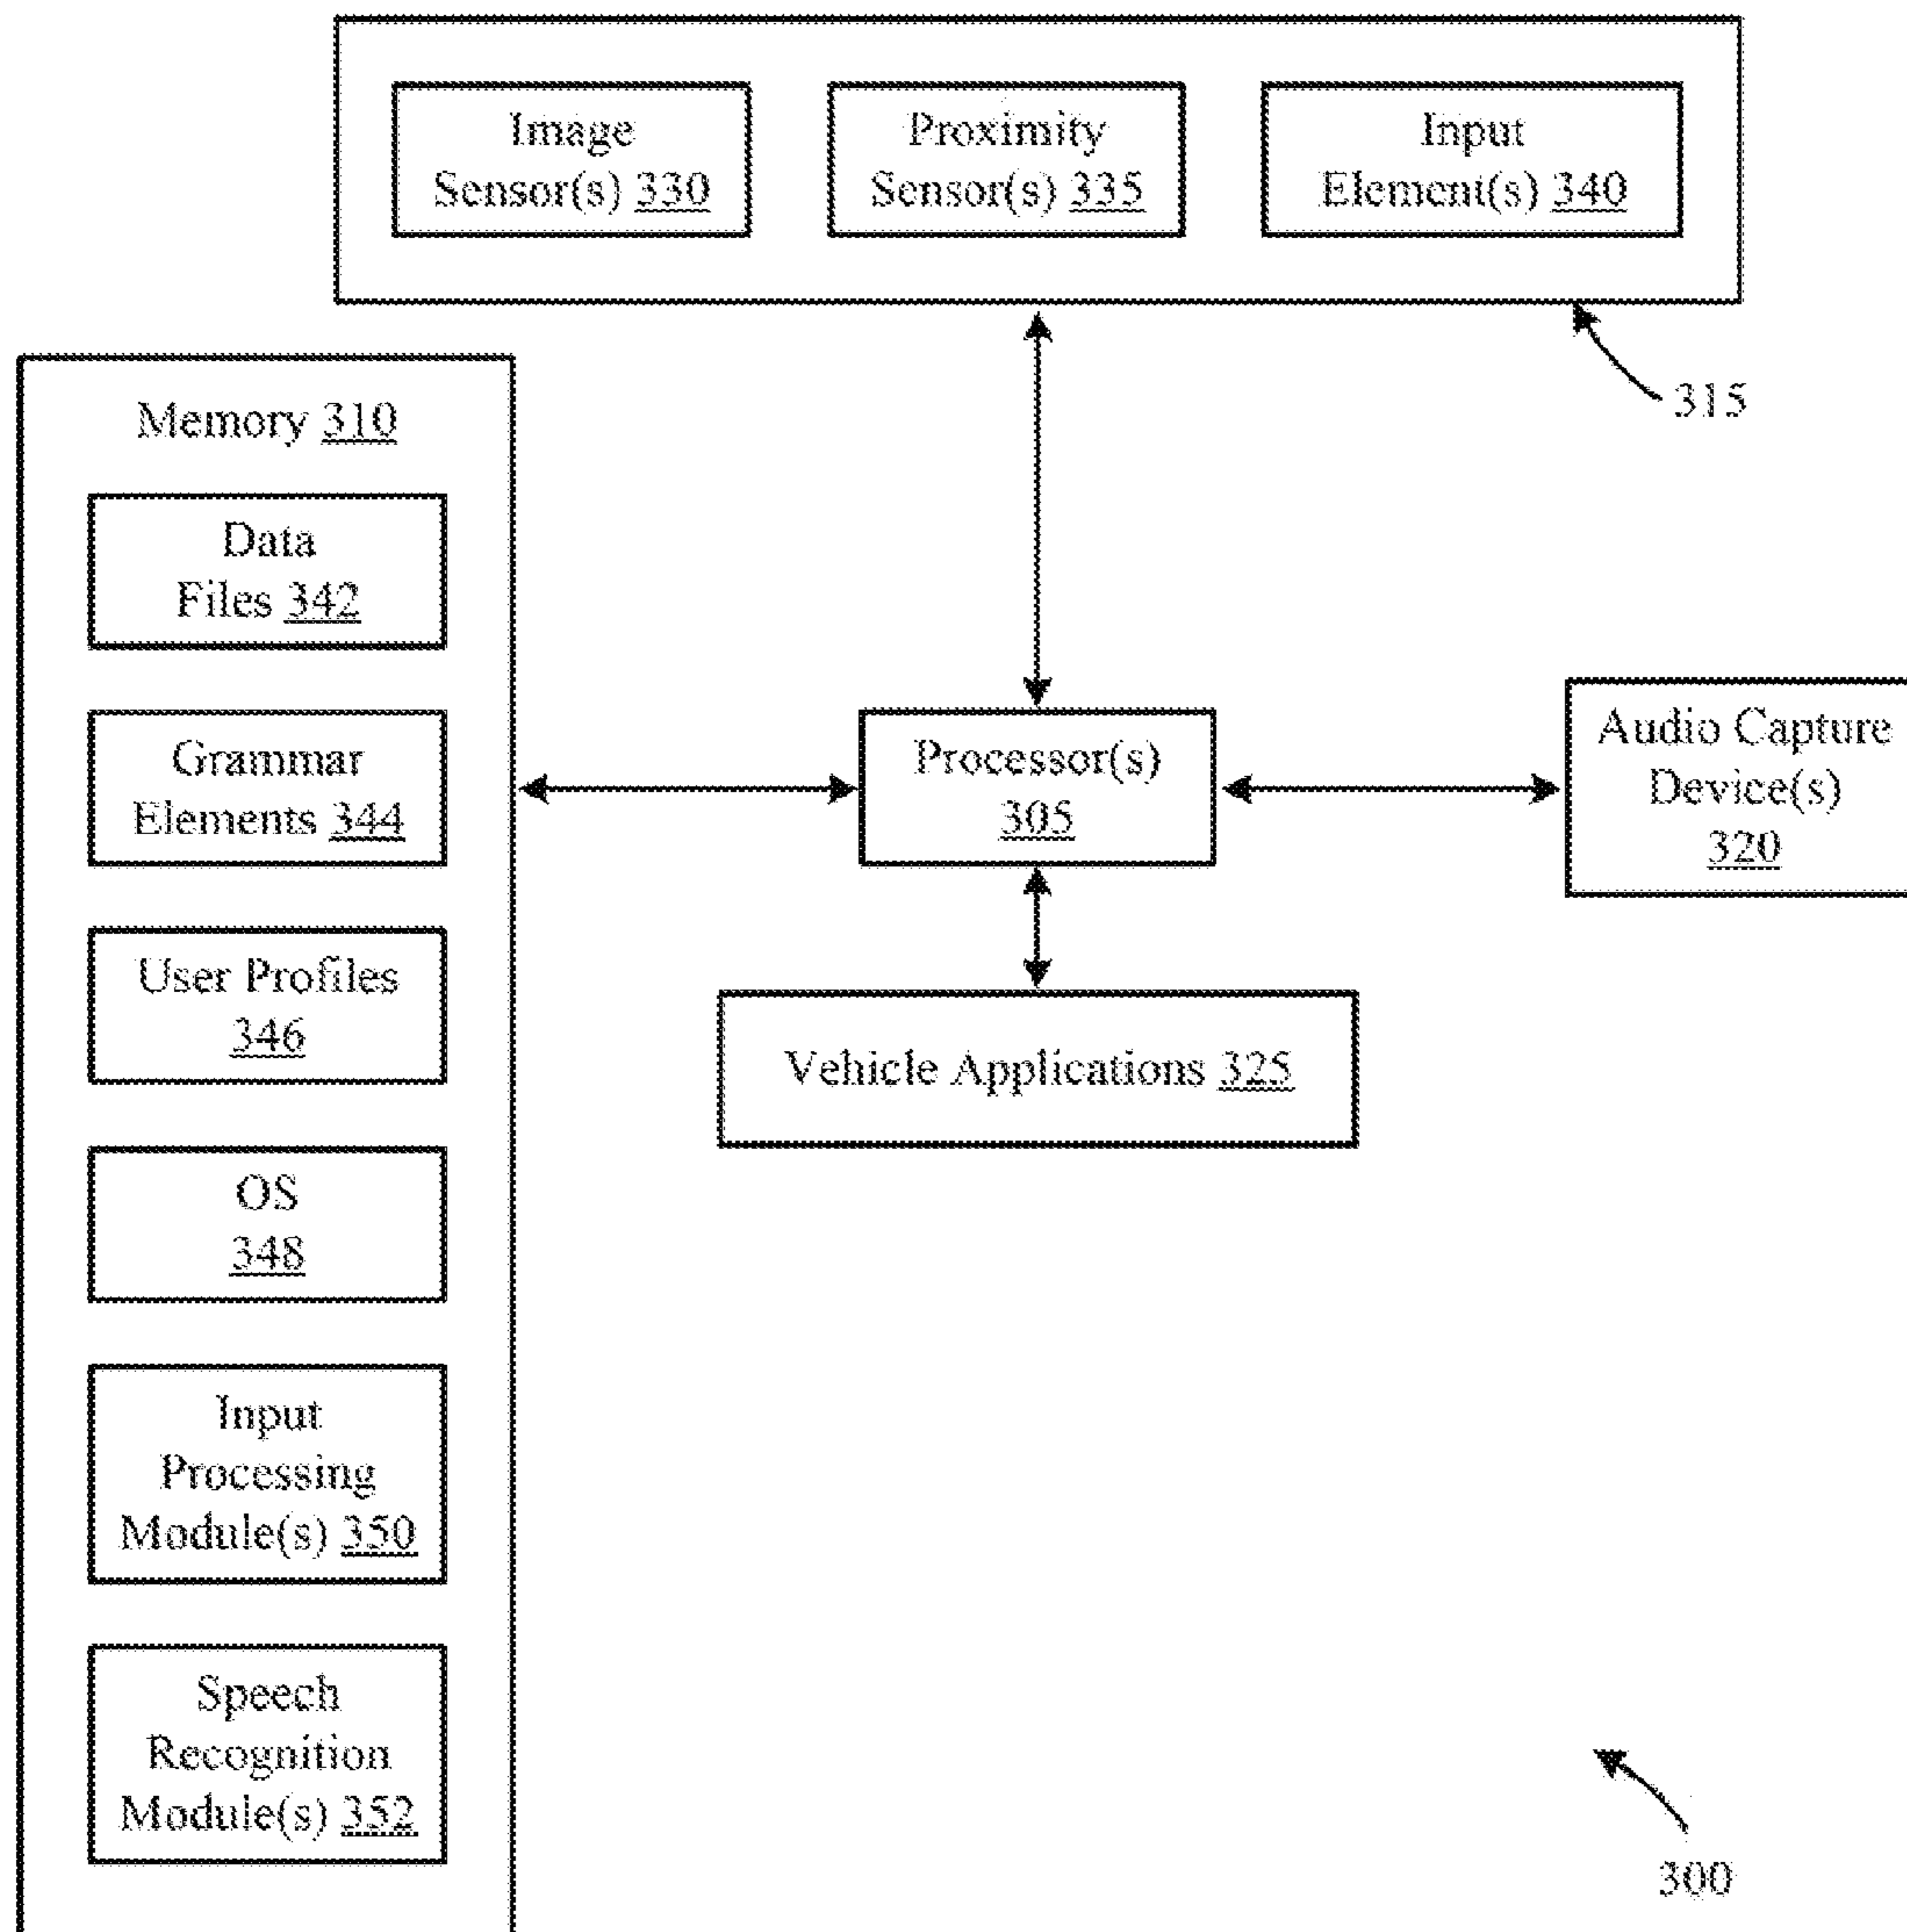 Image
Sensor(s) 330
Proximity
Sensor(s) 335
Input
Element(s) 340
315
Memory 310
Data
Files 342
Grammar
Elements 344
User Profiles
346
OS
348
Input
Processing
Module(s) 350
Speech
Recognition
Module(s) 352
Processor(s)
305
Audio Capture
Device(s)
320
Vehicle Applications 325
300